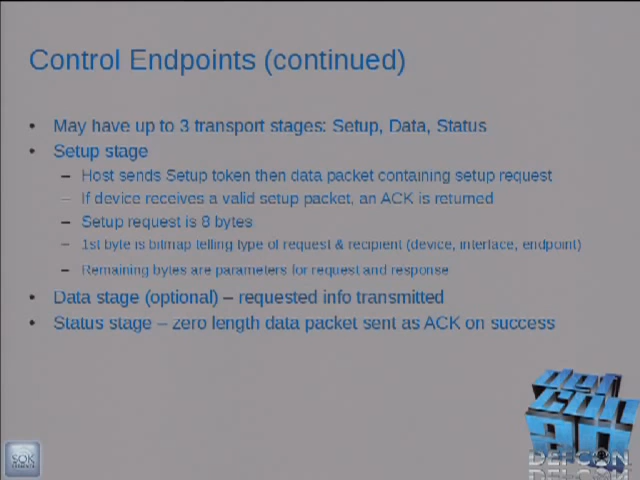 Control Endpoints (continued)
• May have up to 3 transport stages: Setup, Data, Status
• Setup stage
– Host sends Setup token then data packet containing setup request
– If device receives a valid setup packet, an ACK is returned
– Setup request is 8 bytes
– 1st byte is bitmap telling type of request & recipient (device, interface, endpoint)
– Remaining bytes are parameters for request and response
• Data stage (optional) – requested info transmitted
• Status stage – zero length data packet sent as ACK on success
def
con
DEFCON
SOK